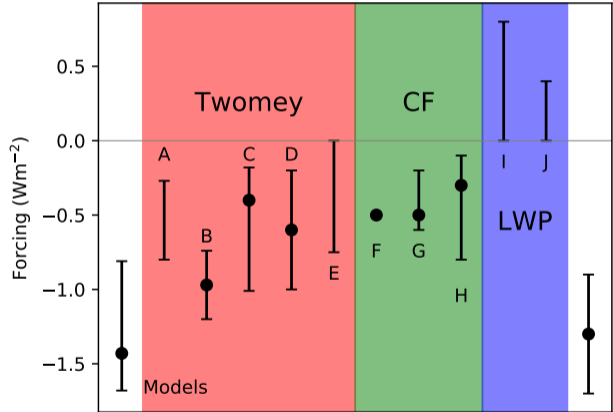 Forcing (Wm⁻²)
0.5
0.0
−0.5
−1.0
−1.5
Twomey
CF
LWP
A
B
C
D
E
F
G
H
I
J
Models